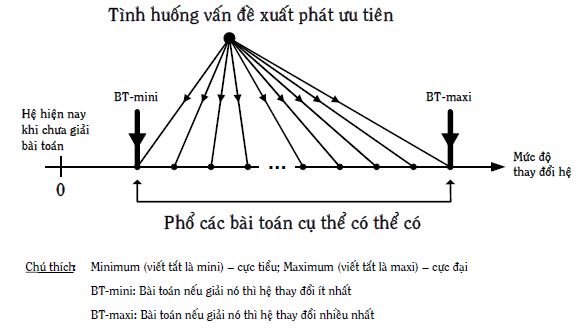 Tình huống vấn đề xuất phát ưu tiên
BT-mini
BT-maxi
Hệ hiện nay
khi chưa giải
bài toán
...
Mức độ
thay đổi hệ
0
Phổ các bài toán cụ thể có thể có
Chú thích: Minimum (viết tắt là mini) – cực tiểu; Maximum (viết tắt là maxi) – cực đại
BT-mini: Bài toán nếu giải nó thì hệ thay đổi ít nhất
BT-maxi: Bài toán nếu giải nó thì hệ thay đổi nhiều nhất